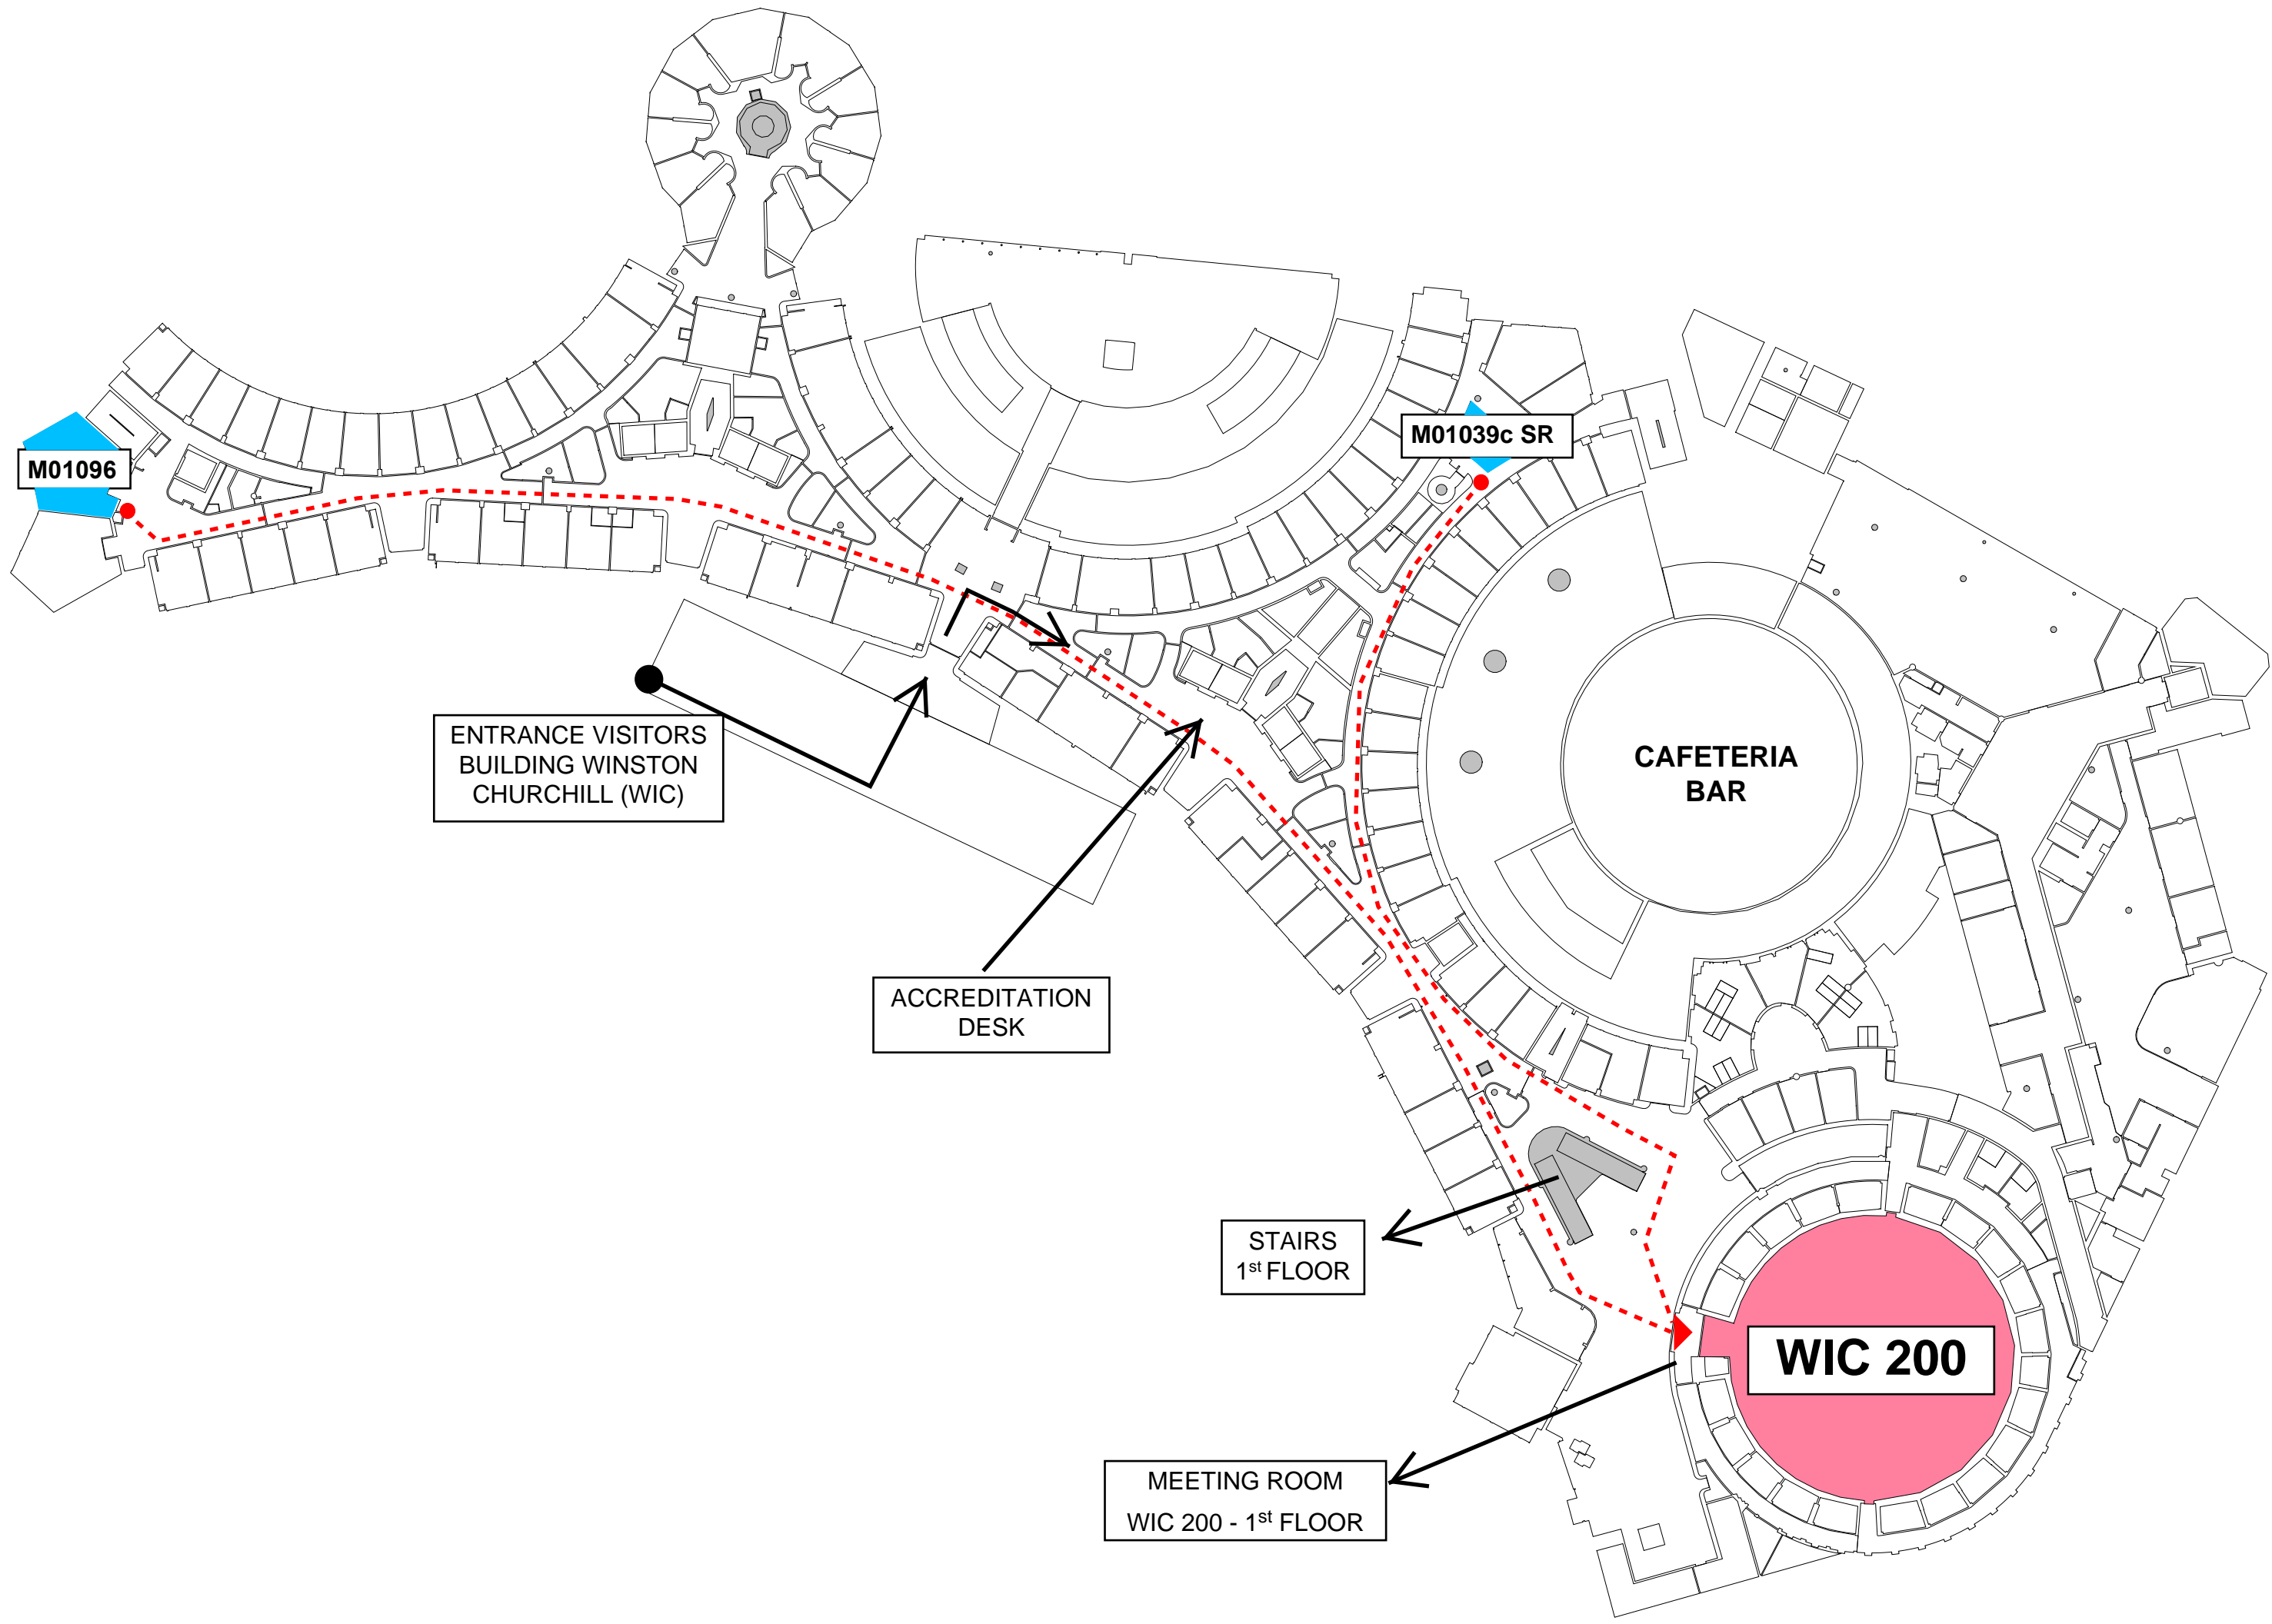 M01096
M01039c SR
ENTRANCE VISITORS
BUILDING WINSTON
CHURCHILL (WIC)
CAFETERIA
BAR
ACCREDITATION
DESK
STAIRS
1st FLOOR
WIC 200
MEETING ROOM
WIC 200 - 1st FLOOR